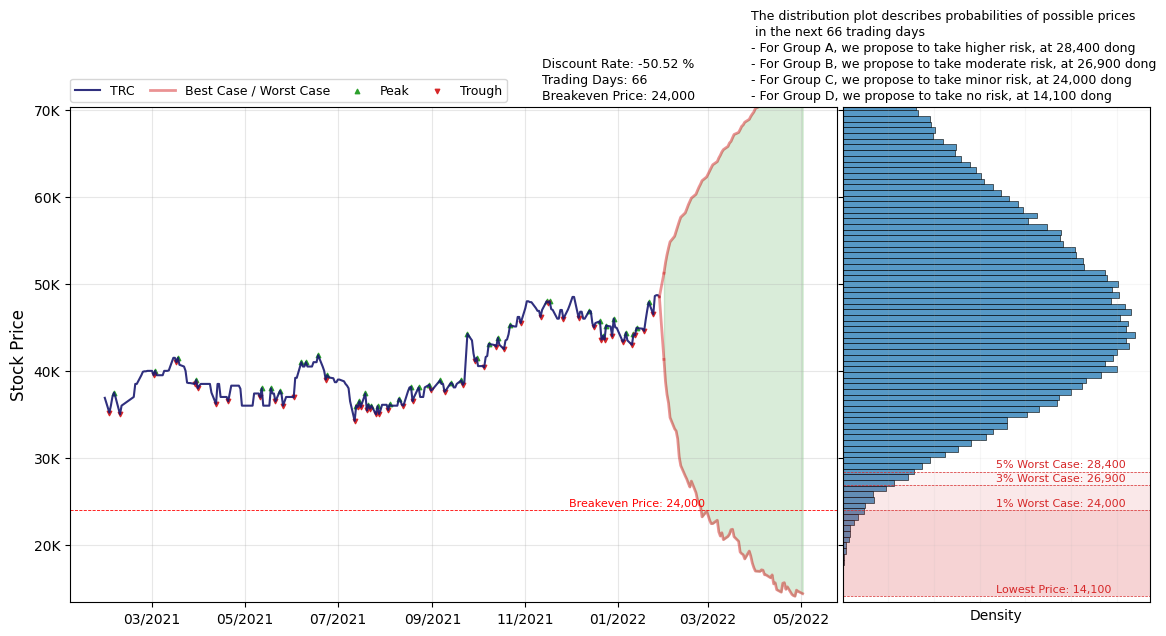 The distribution plot describes probabilities of possible prices
in the next 66 trading days
- For Group A, we propose to take higher risk, at 28,400 dong
- For Group B, we propose to take moderate risk, at 26,900 dong
- For Group C, we propose to take minor risk, at 24,000 dong
- For Group D, we propose to take no risk, at 14,100 dong
Discount Rate: -50.52 %
Trading Days: 66
Breakeven Price: 24,000
TRC
Best Case / Worst Case
Peak
Trough
Stock Price
70K
60K
50K
40K
30K
20K
Breakeven Price: 24,000
5% Worst Case: 28,400
3% Worst Case: 26,900
1% Worst Case: 24,000
Lowest Price: 14,100
03/2021
05/2021
07/2021
09/2021
11/2021
01/2022
03/2022
05/2022
Density